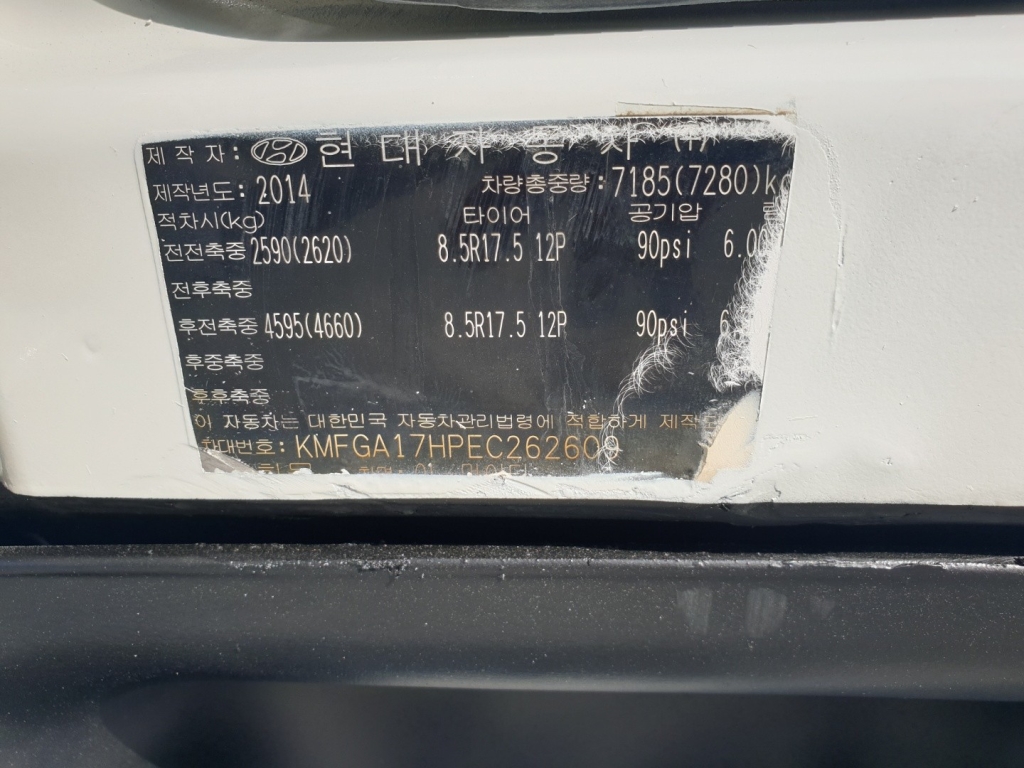 제작자: 현대자동차(주)
제작년도: 2014 차량총중량: 7185(7280)kg
적차시(kg) 타이어 공기압
전전축중 2590(2620) 8.5R17.5 12P 90psi 6.00
전후축중
후전축중 4595(4660) 8.5R17.5 12P 90psi
후중축중
후후축중
이 자동차는 대한민국 자동차관리법령에 적합하게 제작
차대번호: KMFGA17HPEC262609